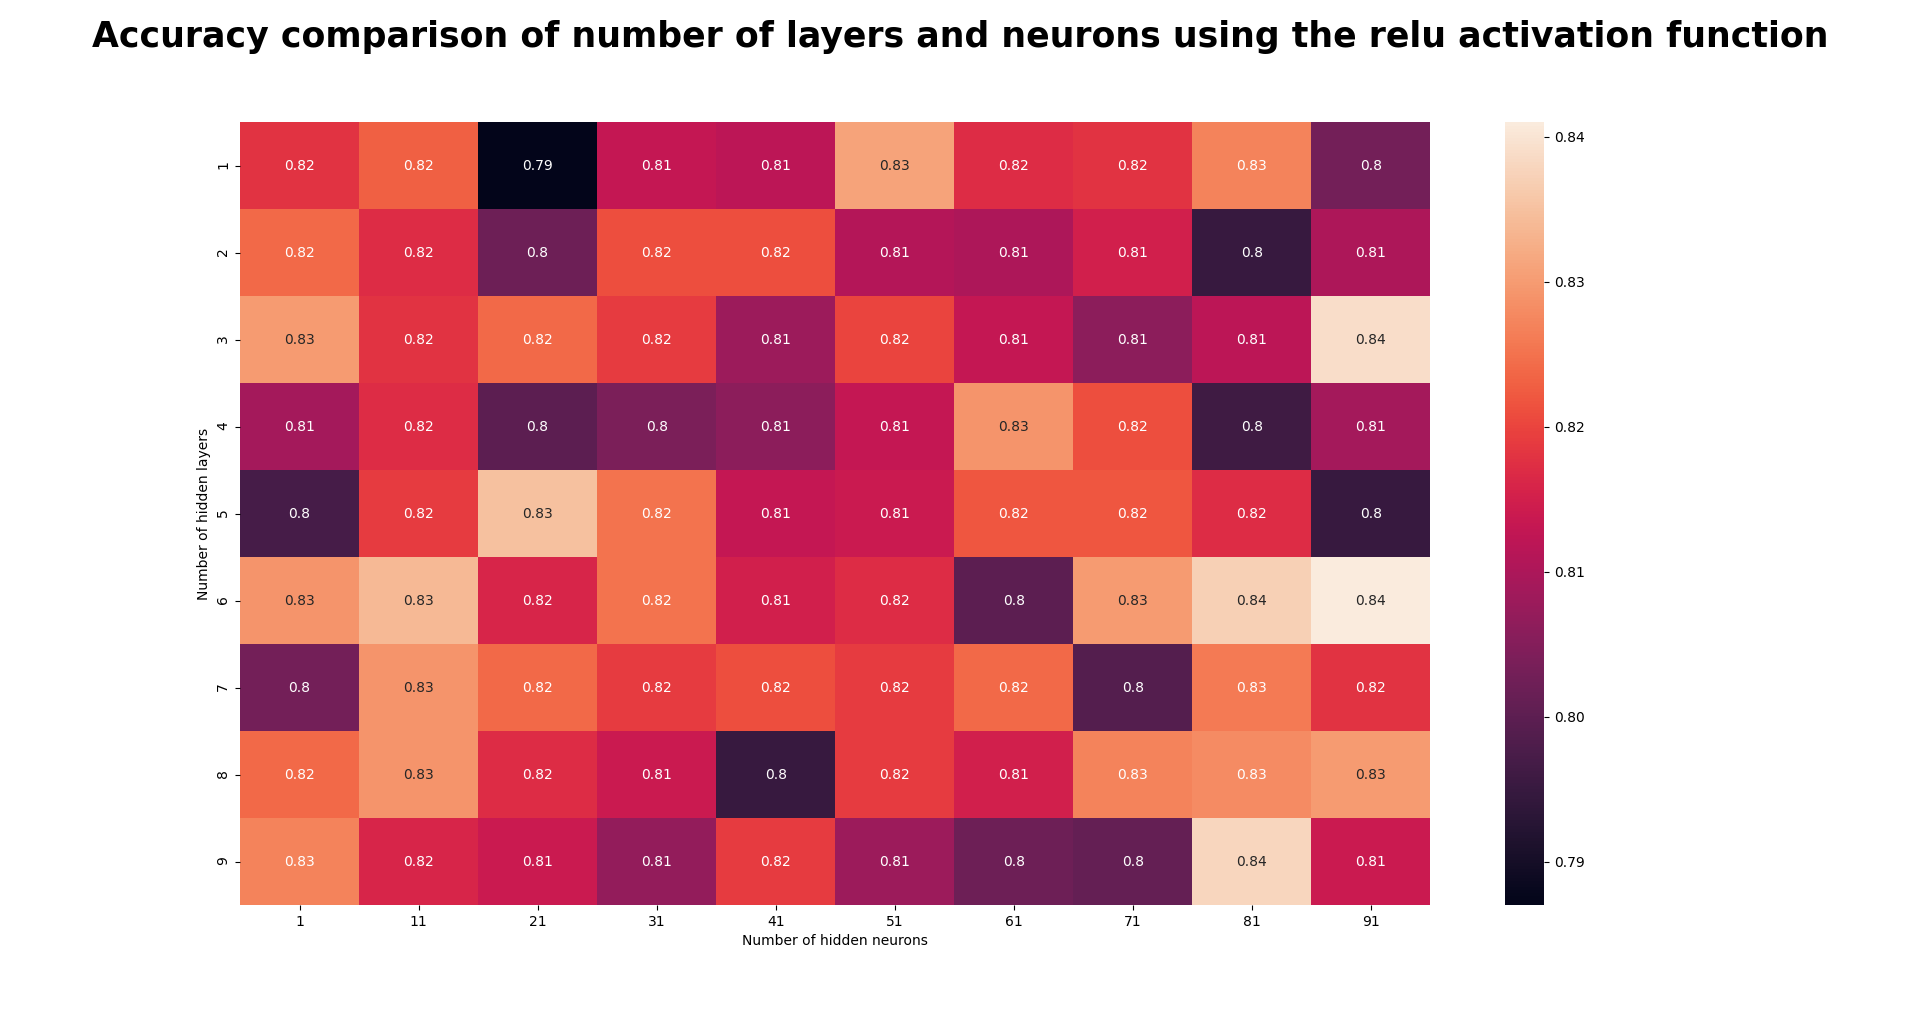 Accuracy comparison of number of layers and neurons using the relu activation function
1 0.82 0.82 0.79 0.81 0.81 0.83 0.82 0.82 0.83 0.8
2 0.82 0.82 0.8 0.82 0.82 0.81 0.81 0.81 0.8 0.81
3 0.83 0.82 0.82 0.82 0.81 0.82 0.81 0.81 0.81 0.84
4 0.81 0.82 0.8 0.8 0.81 0.81 0.83 0.82 0.8 0.81
5 0.8 0.82 0.83 0.82 0.81 0.81 0.82 0.82 0.82 0.8
6 0.83 0.83 0.82 0.82 0.81 0.82 0.8 0.83 0.84 0.84
7 0.8 0.83 0.82 0.82 0.82 0.82 0.82 0.8 0.83 0.82
8 0.82 0.83 0.82 0.81 0.8 0.82 0.81 0.83 0.83 0.83
9 0.83 0.82 0.81 0.81 0.82 0.81 0.8 0.8 0.84 0.81
1 11 21 31 41 51 61 71 81 91
Number of hidden neurons
Number of hidden layers
0.84
0.83
0.82
0.81
0.80
0.79